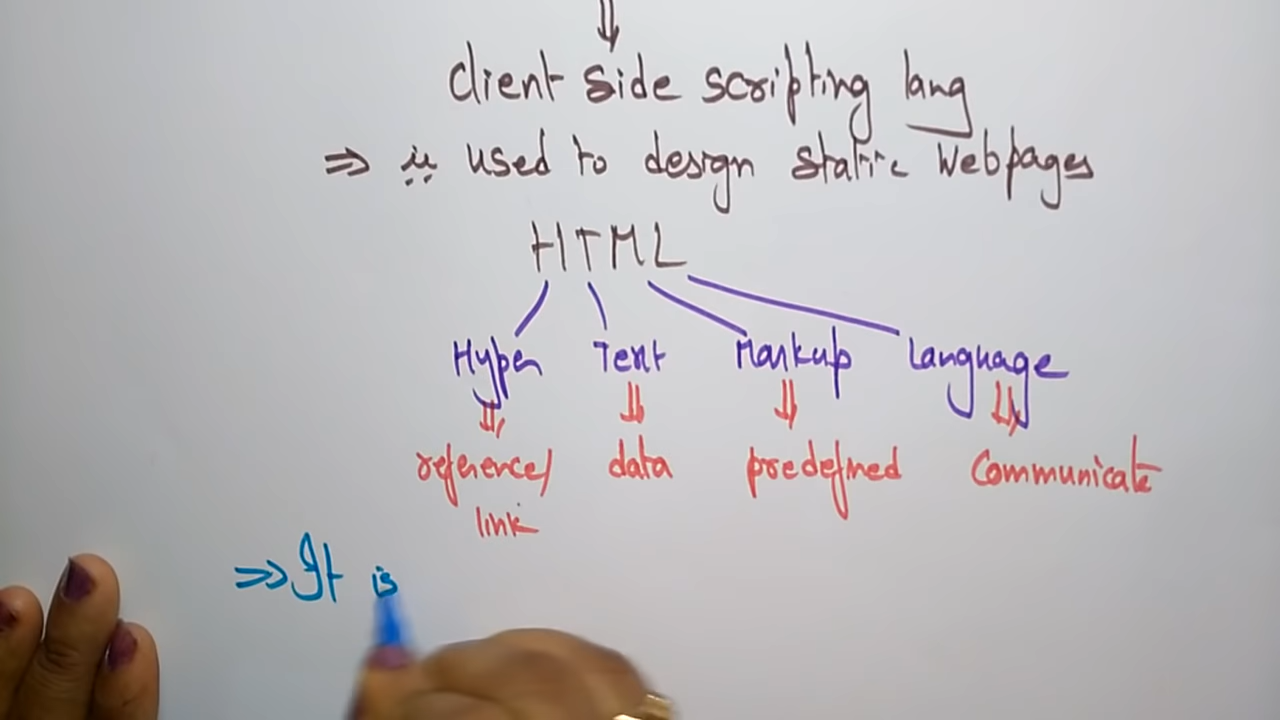 ⇓
Client side scripting lang
⇒ is used to design static webpages
HTML
Hyper Text Markup Language
⇓ ⇓ ⇓ ⇓
reference/ data predefined Communicate
link
⇒ It is